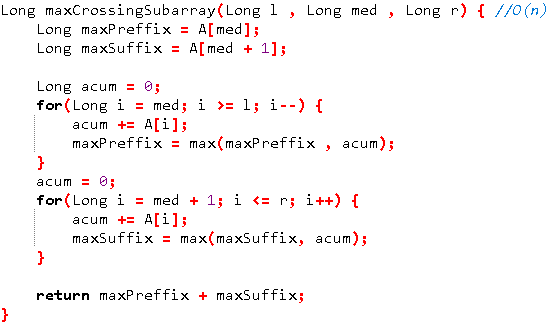 Long maxCrossingSubarray(Long l , Long med , Long r) { //O(n)
Long maxPreffix = A[med];
Long maxSuffix = A[med + 1];
Long acum = 0;
for(Long i = med; i >= l; i--) {
acum += A[i];
maxPreffix = max(maxPreffix , acum);
}
acum = 0;
for(Long i = med + 1; i <= r; i++) {
acum += A[i];
maxSuffix = max(maxSuffix, acum);
}
return maxPreffix + maxSuffix;
}